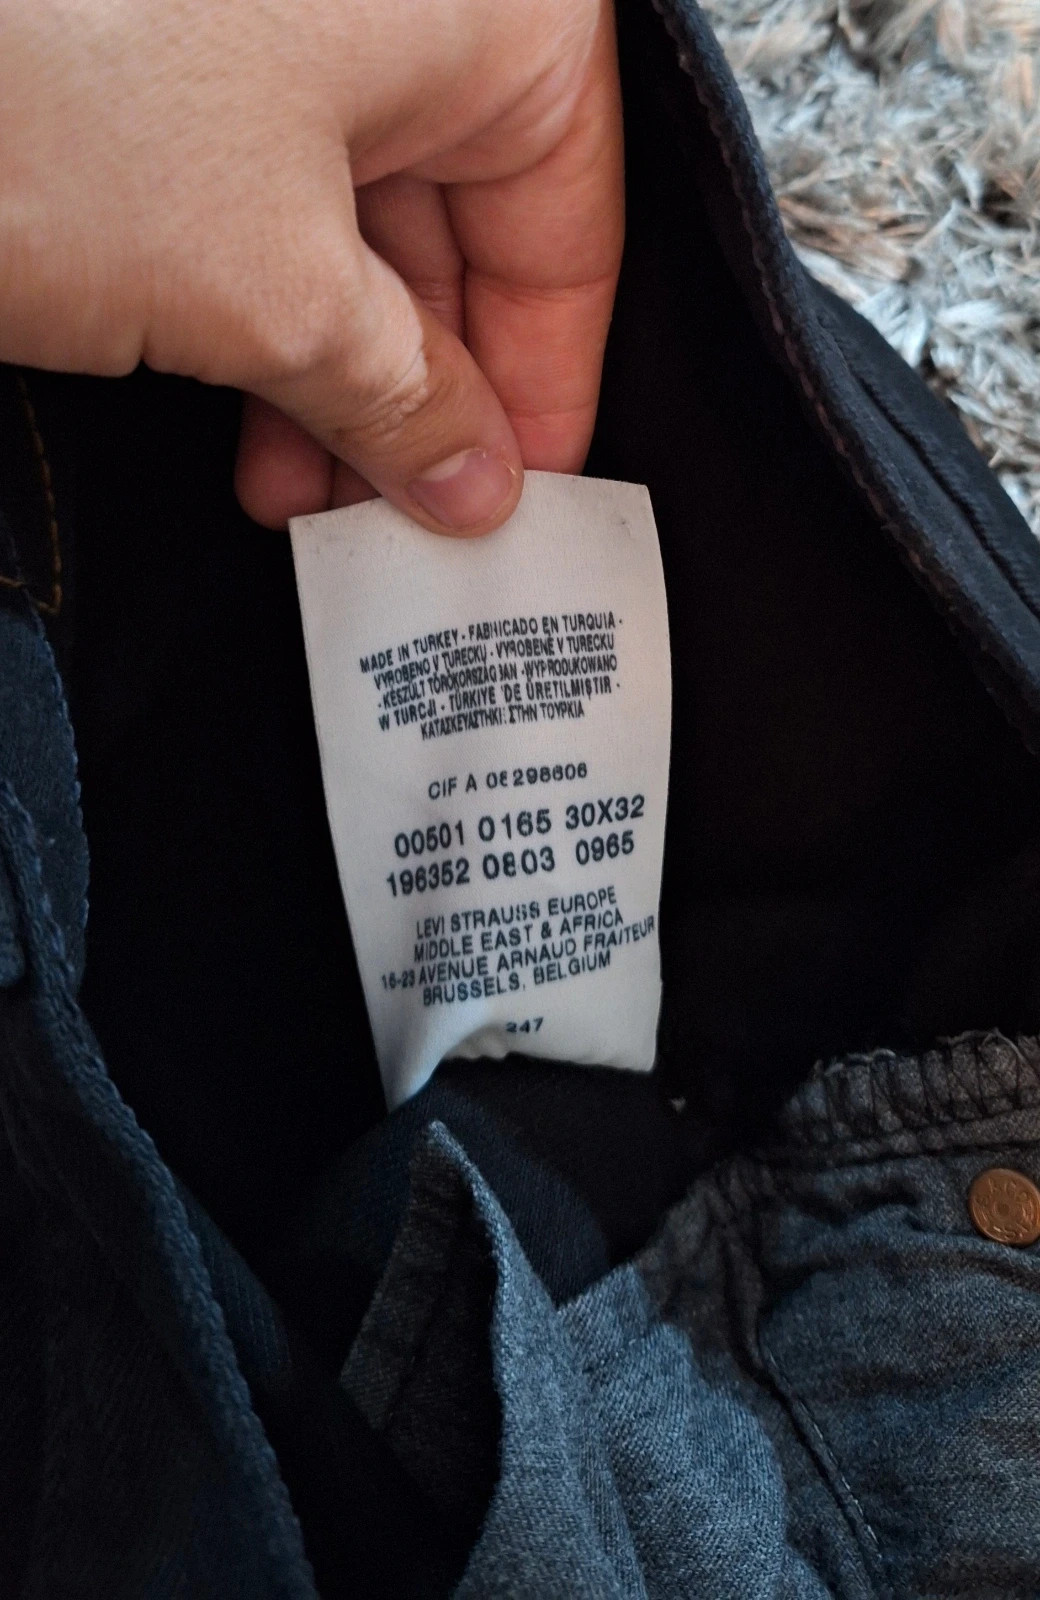 MADE IN TURKEY - FABRICADO EN TURQUIA -
VYROBENO V TURECKU - VYROBENÉ V TURECKU
- KÉSZÜLT TÖRÖKORSZÁGBAN - WYPRODUKOWANO
W TURCJI - TÜRKIYE 'DE ÜRETILMIŞTIR -
ΚΑΤΑΣΚΕΥΑΣΤΗΚΕ ΣΤΗΝ ΤΟΥΡΚΙΑ
CIF A 08298606
00501 0165 30X32
196352 0803 0965
LEVI STRAUSS EUROPE
MIDDLE EAST & AFRICA
16-23 AVENUE ARNAUD FRAITEUR
BRUSSELS, BELGIUM
247